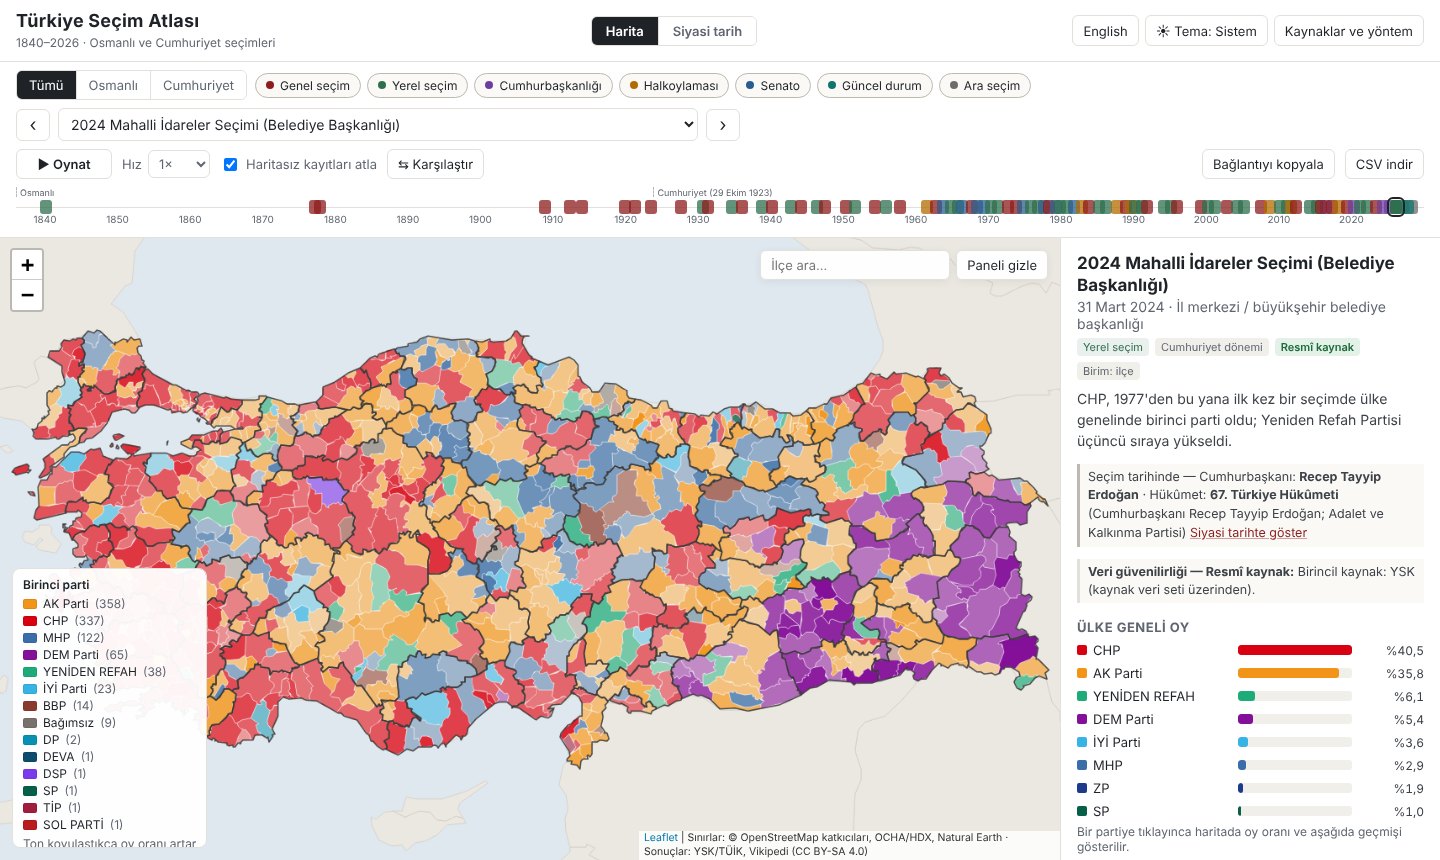 Türkiye Seçim Atlası
1840–2026 · Osmanlı ve Cumhuriyet seçimleri
Harita
Siyasi tarih
English
Tema: Sistem
Kaynaklar ve yöntem
Tümü
Osmanlı
Cumhuriyet
Genel seçim
Yerel seçim
Cumhurbaşkanlığı
Halkoylaması
Senato
Güncel durum
Ara seçim
2024 Mahalli İdareler Seçimi (Belediye Başkanlığı)
Oynat
Hız
1×
Haritasız kayıtları atla
Karşılaştır
Bağlantıyı kopyala
CSV indir
Osmanlı
Cumhuriyet (29 Ekim 1923)
1840
1850
1860
1870
1880
1890
1900
1910
1920
1930
1940
1950
1960
1970
1980
1990
2000
2010
2020
+
−
İlçe ara...
Paneli gizle
Birinci parti
AK Parti (358)
CHP (337)
MHP (122)
DEM Parti (65)
YENİDEN REFAH (38)
İYİ Parti (23)
BBP (14)
Bağımsız (9)
DP (2)
DEVA (1)
DSP (1)
SP (1)
TİP (1)
SOL PARTİ (1)
Ton koyulaştıkça oy oranı artar
Leaflet | Sınırlar: © OpenStreetMap katkıcıları, OCHA/HDX, Natural Earth ·
Sonuçlar: YSK/TÜİK, Vikipedi (CC BY-SA 4.0)
2024 Mahalli İdareler Seçimi (Belediye
Başkanlığı)
31 Mart 2024 · İl merkezi / büyükşehir belediye
başkanlığı
Yerel seçim
Cumhuriyet dönemi
Resmî kaynak
Birim: ilçe
CHP, 1977'den bu yana ilk kez bir seçimde ülke
genelinde birinci parti oldu; Yeniden Refah Partisi
üçüncü sıraya yükseldi.
Seçim tarihinde — Cumhurbaşkanı: Recep Tayyip
Erdoğan · Hükûmet: 67. Türkiye Hükûmeti
(Cumhurbaşkanı Recep Tayyip Erdoğan; Adalet ve
Kalkınma Partisi) Siyasi tarihte göster
Veri güvenilirliği — Resmî kaynak: Birincil kaynak: YSK
(kaynak veri seti üzerinden).
ÜLKE GENELİ OY
CHP %40,5
AK Parti %35,8
YENİDEN REFAH %6,1
DEM Parti %5,4
İYİ Parti %3,6
MHP %2,9
ZP %1,9
SP %1,0
Bir partiye tıklayınca haritada oy oranı ve aşağıda geçmişi
gösterilir.